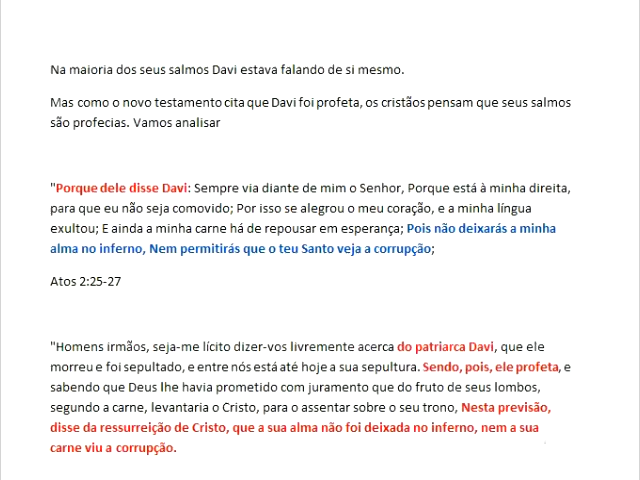 Na maioria dos seus salmos Davi estava falando de si mesmo.
Mas como o novo testamento cita que Davi foi profeta, os cristãos pensam que seus salmos
são profecias. Vamos analisar
"Porque dele disse Davi: Sempre via diante de mim o Senhor, Porque está à minha direita,
para que eu não seja comovido; Por isso se alegrou o meu coração, e a minha língua
exultou; E ainda a minha carne há de repousar em esperança; Pois não deixarás a minha
alma no inferno, Nem permitirás que o teu Santo veja a corrupção;
Atos 2:25-27
"Homens irmãos, seja-me lícito dizer-vos livremente acerca do patriarca Davi, que ele
morreu e foi sepultado, e entre nós está até hoje a sua sepultura. Sendo, pois, ele profeta, e
sabendo que Deus lhe havia prometido com juramento que do fruto de seus lombos,
segundo a carne, levantaria o Cristo, para o assentar sobre o seu trono, Nesta previsão,
disse da ressurreição de Cristo, que a sua alma não foi deixada no inferno, nem a sua
carne viu a corrupção.